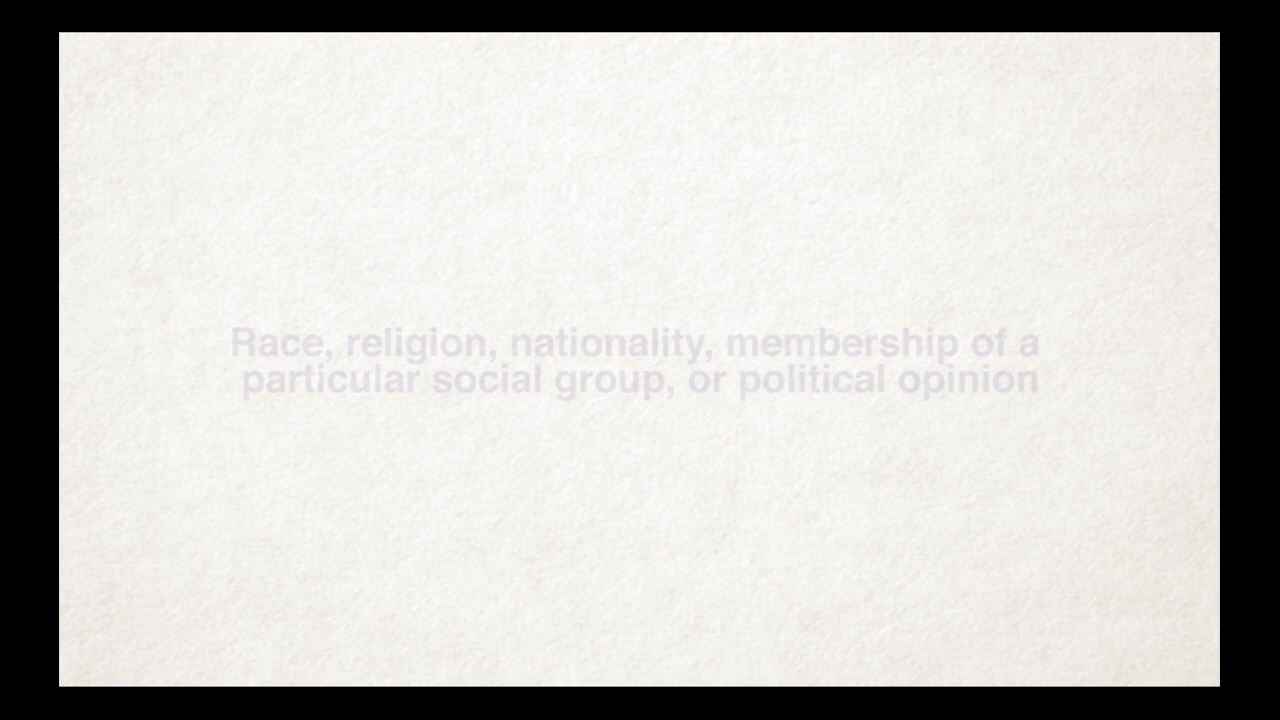 Race, religion, nationality, membership of a
particular social group, or political opinion